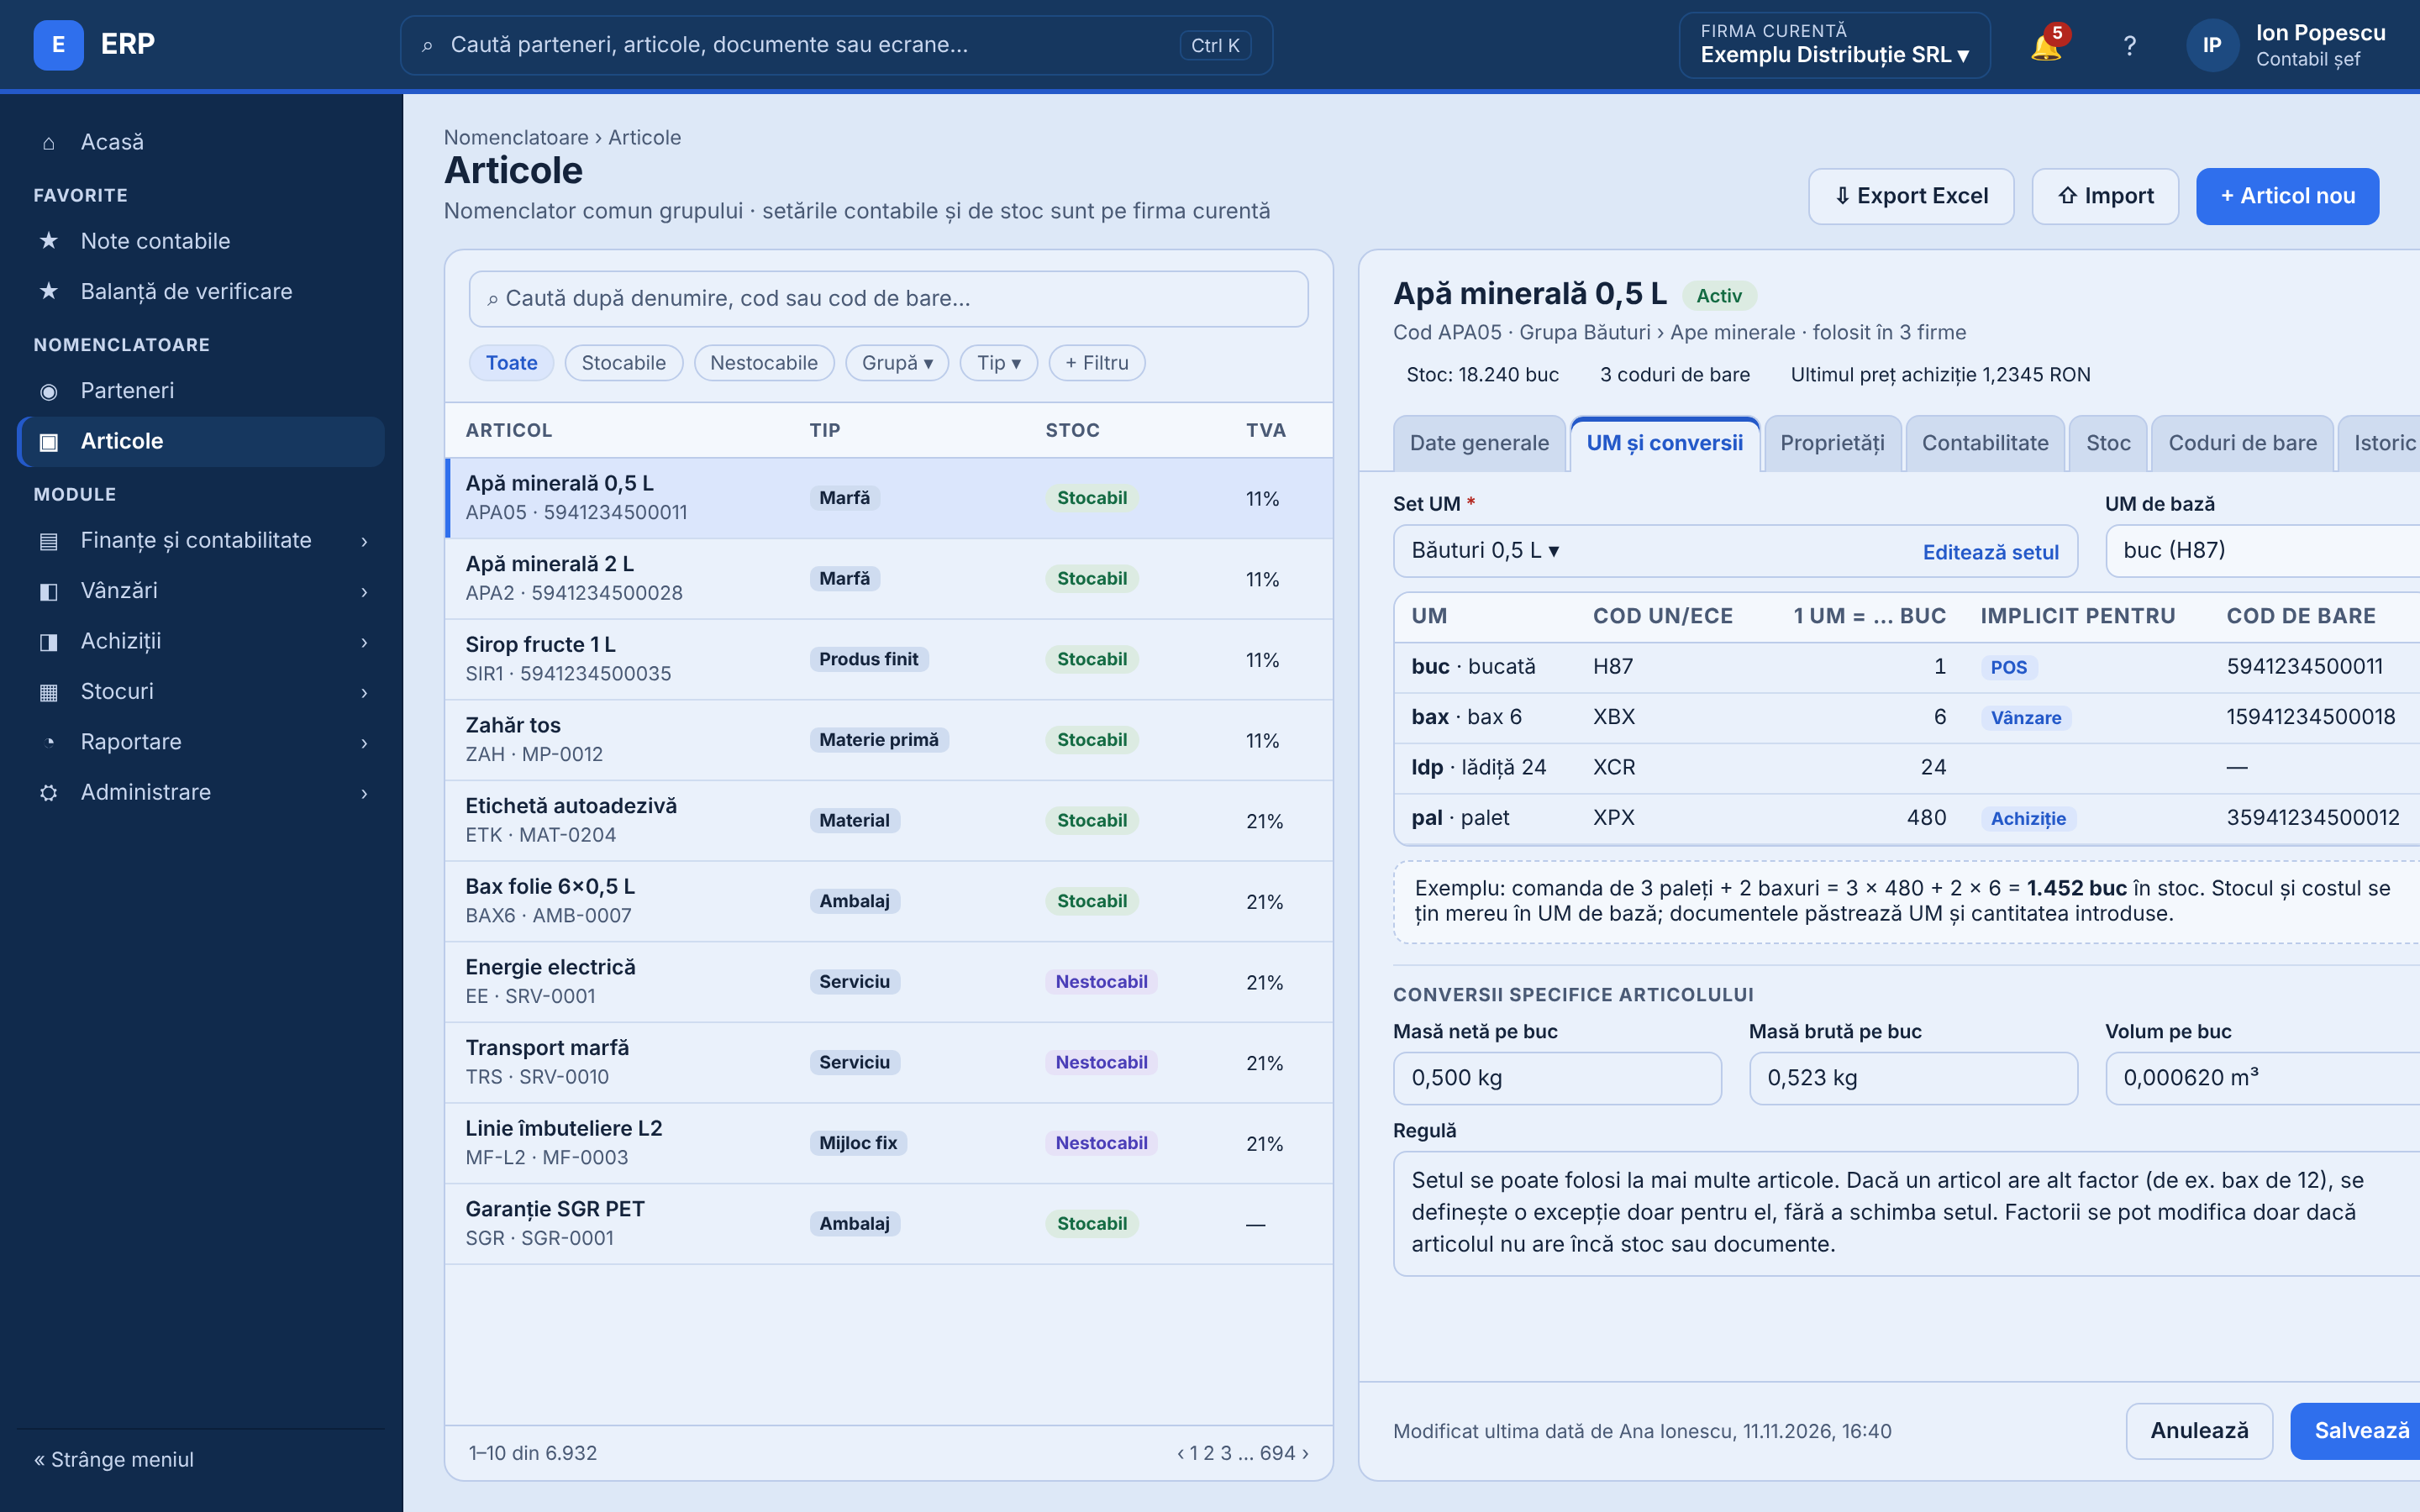 E ERP
Caută parteneri, articole, documente sau ecrane... Ctrl K
FIRMA CURENTĂ
Exemplu Distribuție SRL ▾
5
?
IP
Ion Popescu
Contabil șef
Acasă
FAVORITE
★ Note contabile
★ Balanță de verificare
NOMENCLATOARE
Parteneri
Articole
MODULE
Finanțe și contabilitate ›
Vânzări ›
Achiziții ›
Stocuri ›
Raportare ›
Administrare ›
« Strânge meniul
Nomenclatoare › Articole
Articole
Nomenclator comun grupului · setările contabile și de stoc sunt pe firma curentă
⇩ Export Excel
⇧ Import
+ Articol nou
Caută după denumire, cod sau cod de bare...
Toate Stocabile Nestocabile Grupă ▾ Tip ▾ + Filtru
ARTICOL TIP STOC TVA
Apă minerală 0,5 L
APA05 · 5941234500011
Marfă Stocabil 11%
Apă minerală 2 L
APA2 · 5941234500028
Marfă Stocabil 11%
Sirop fructe 1 L
SIR1 · 5941234500035
Produs finit Stocabil 11%
Zahăr tos
ZAH · MP-0012
Materie primă Stocabil 11%
Etichetă autoadezivă
ETK · MAT-0204
Material Stocabil 21%
Bax folie 6×0,5 L
BAX6 · AMB-0007
Ambalaj Stocabil 21%
Energie electrică
EE · SRV-0001
Serviciu Nestocabil 21%
Transport marfă
TRS · SRV-0010
Serviciu Nestocabil 21%
Linie îmbuteliere L2
MF-L2 · MF-0003
Mijloc fix Nestocabil 21%
Garanție SGR PET
SGR · SGR-0001
Ambalaj Stocabil —
1–10 din 6.932
‹ 1 2 3 ... 694 ›
Apă minerală 0,5 L Activ
Cod APA05 · Grupa Băuturi › Ape minerale · folosit în 3 firme
Stoc: 18.240 buc 3 coduri de bare Ultimul preț achiziție 1,2345 RON
Date generale UM și conversii Proprietăți Contabilitate Stoc Coduri de bare Istoric
Set UM * UM de bază
Băuturi 0,5 L ▾ Editează setul buc (H87)
UM COD UN/ECE 1 UM = ... BUC IMPLICIT PENTRU COD DE BARE
buc · bucată H87 1 POS 5941234500011
bax · bax 6 XBX 6 Vânzare 15941234500018
ldp · lădiță 24 XCR 24 —
pal · palet XPX 480 Achiziție 35941234500012
Exemplu: comanda de 3 paleți + 2 baxuri = 3 × 480 + 2 × 6 = 1.452 buc în stoc. Stocul și costul se
țin mereu în UM de bază; documentele păstrează UM și cantitatea introduse.
CONVERSII SPECIFICE ARTICOLULUI
Masă netă pe buc Masă brută pe buc Volum pe buc
0,500 kg 0,523 kg 0,000620 m³
Regulă
Setul se poate folosi la mai multe articole. Dacă un articol are alt factor (de ex. bax de 12), se
definește o excepție doar pentru el, fără a schimba setul. Factorii se pot modifica doar dacă
articolul nu are încă stoc sau documente.
Modificat ultima dată de Ana Ionescu, 11.11.2026, 16:40
Anulează
Salvează